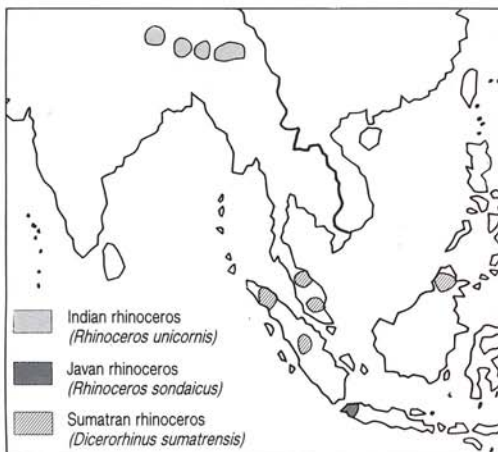 Indian rhinoceros
(Rhinoceros unicornis)
Javan rhinoceros
(Rhinoceros sondaicus)
Sumatran rhinoceros
(Dicerorhinus sumatrensis)